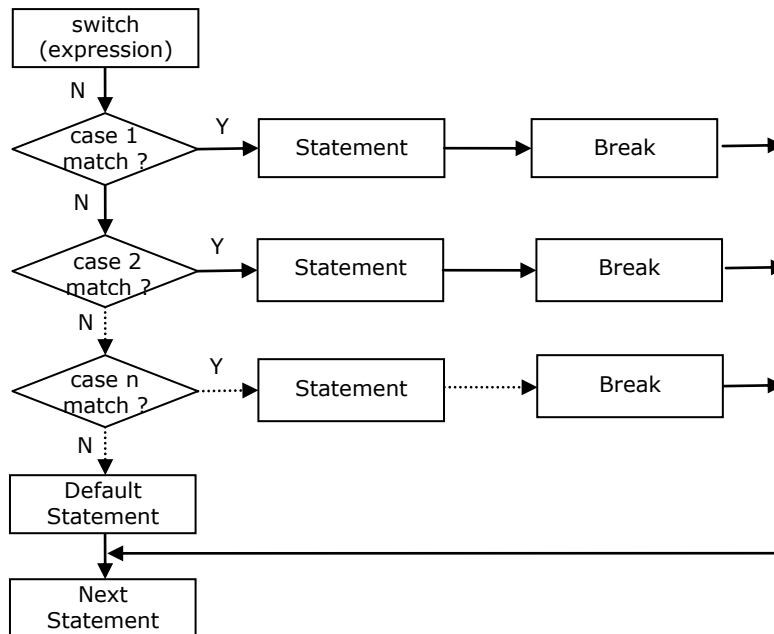 switch
(expression)
N
case 1
match ?
Y
Statement
Break
N
case 2
match ?
Y
Statement
Break
N
case n
match ?
Y
Statement
Break
N
Default
Statement
Next
Statement